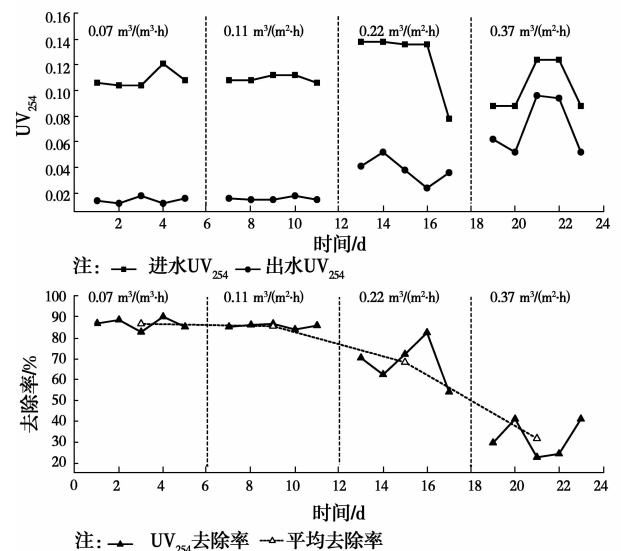 0.16
0.14
0.12
0.10
0.08
0.06
0.04
0.02
UV254
0.07 m³/(m³·h)
0.11 m³/(m²·h)
0.22 m³/(m²·h)
0.37 m³/(m²·h)
2 4 6 8 10 12 14 16 18 20 22 24
时间/d
注: 进水UV254 出水UV254
100
90
80
70
60
50
40
30
20
去除率/%
0.07 m³/(m³·h)
0.11 m³/(m²·h)
0.22 m³/(m²·h)
0.37 m³/(m²·h)
0 2 4 6 8 10 12 14 16 18 20 22 24
时间/d
注: UV254去除率 平均去除率